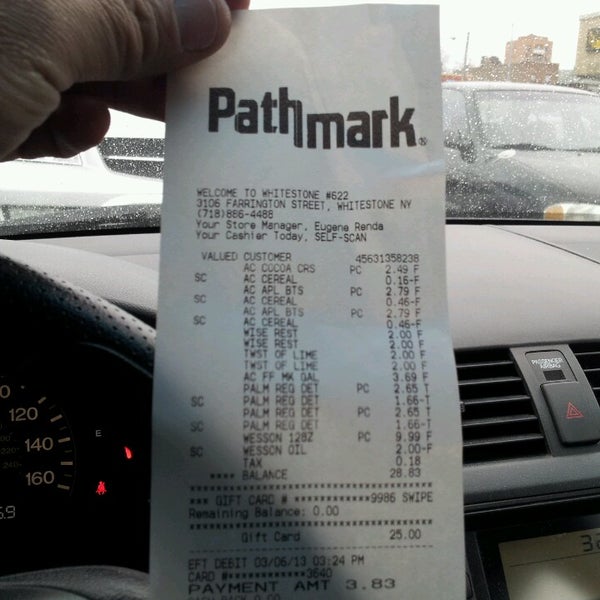 Pathmark®
WELCOME TO WHITESTONE #622
3106 FARRINGTON STREET, WHITESTONE NY
(718)886-4488
Your Store Manager, Eugene Renda
Your Cashier Today, SELF-SCAN
VALUED CUSTOMER 45631358238
AC COCOA CRS PC 2.49 F
SC AC CEREAL 0.16-F
AC APL BTS PC 2.79 F
SC AC CEREAL 0.46-F
AC APL BTS PC 2.79 F
SC AC CEREAL 0.46-F
WISE REST 2.00 F
WISE REST 2.00 F
TWST OF LIME 2.00 F
TWST OF LIME 2.00 F
AC FF MK GAL 3.69 F
PALM REG DET PC 2.65 T
SC PALM REG DET 1.66-T
PALM REG DET PC 2.65 T
SC PALM REG DET 1.66-T
WESSON 128Z PC 9.99 F
SC WESSON OIL 2.00-F
TAX 0.18
**** BALANCE 28.83
*** GIFT CARD # ************9986 SWIPE
Remaining Balance: 0.00
Gift Card 25.00
EFT DEBIT 03/06/13 03:24 PM
CARD #************3640
PAYMENT AMT 3.83
PASSENGER
AIRBAG
E
120
140
160